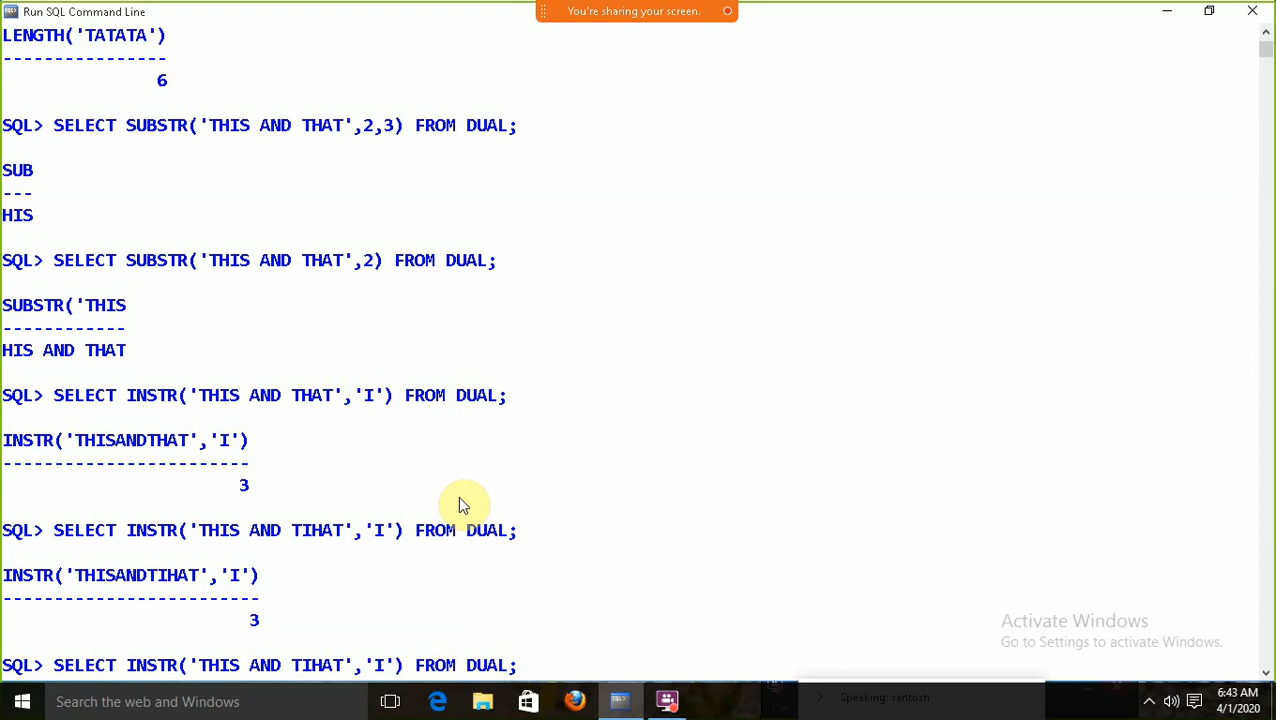 Run SQL Command Line
You're sharing your screen.
LENGTH('TATATA')
----------------
6
SQL> SELECT SUBSTR('THIS AND THAT',2,3) FROM DUAL;
SUB
---
HIS
SQL> SELECT SUBSTR('THIS AND THAT',2) FROM DUAL;
SUBSTR('THIS
------------
HIS AND THAT
SQL> SELECT INSTR('THIS AND THAT','I') FROM DUAL;
INSTR('THISANDTHAT','I')
------------------------
3
SQL> SELECT INSTR('THIS AND TIHAT','I') FROM DUAL;
INSTR('THISANDTIHAT','I')
-------------------------
3
Activate Windows
Go to Settings to activate Windows.
SQL> SELECT INSTR('THIS AND TIHAT','I') FROM DUAL;
Search the web and Windows
Speaking: santosh
6:43 AM
4/1/2020